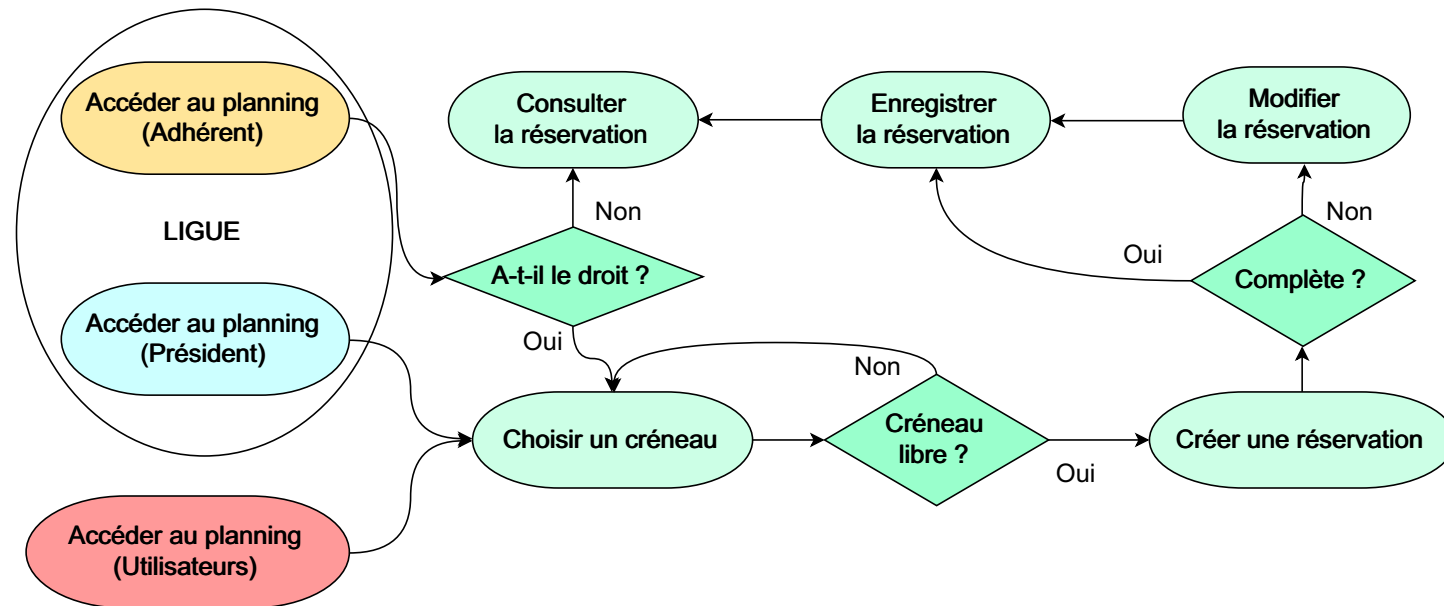 Accéder au planning
(Adhérent)
LIGUE
Accéder au planning
(Président)
Accéder au planning
(Utilisateurs)
Consulter
la réservation
Enregistrer
la réservation
Modifier
la réservation
Non
A-t-il le droit ?
Oui
Oui
Non
Complète ?
Choisir un créneau
Non
Créneau
libre ?
Oui
Créer une réservation